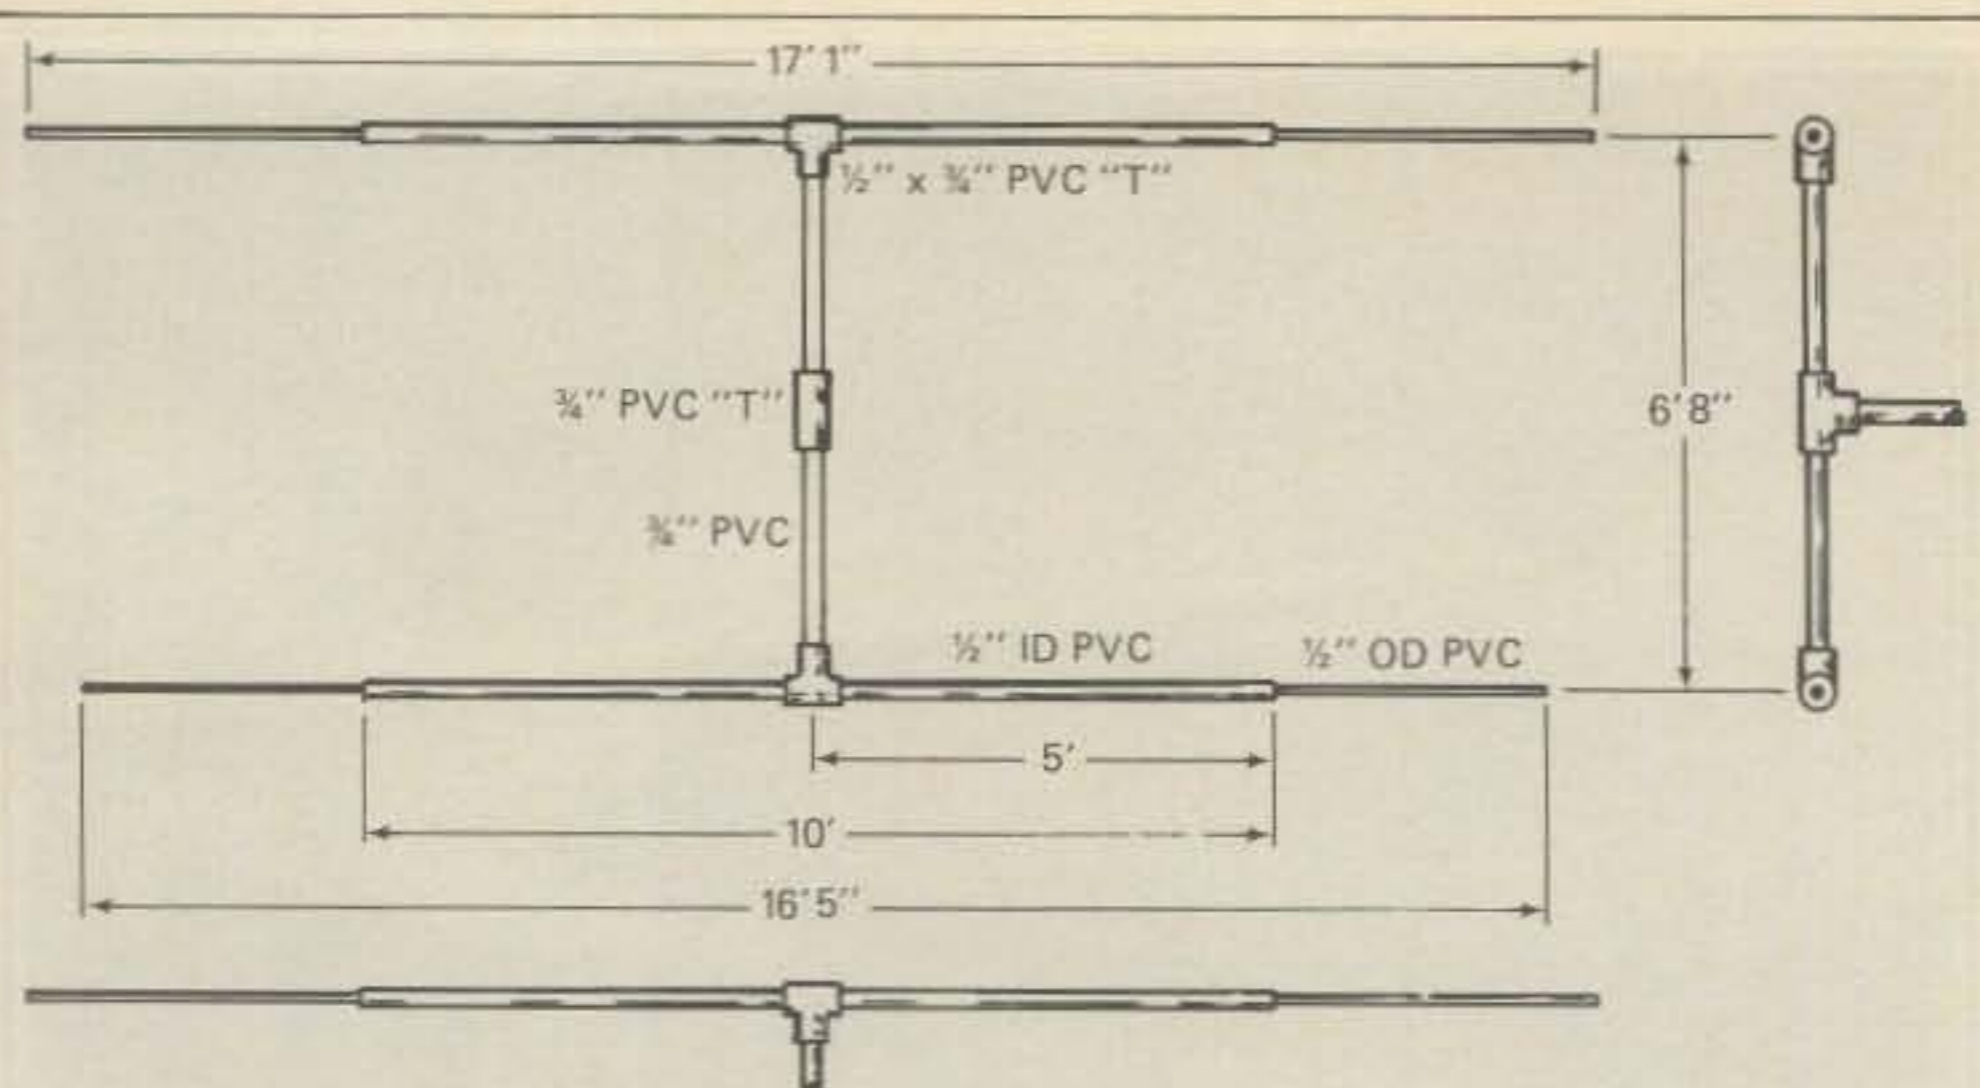 17'1"
½" x ¾" PVC "T"
¾" PVC "T"
6'8"
¾" PVC
½" ID PVC
½" OD PVC
5'
10'
16'5"